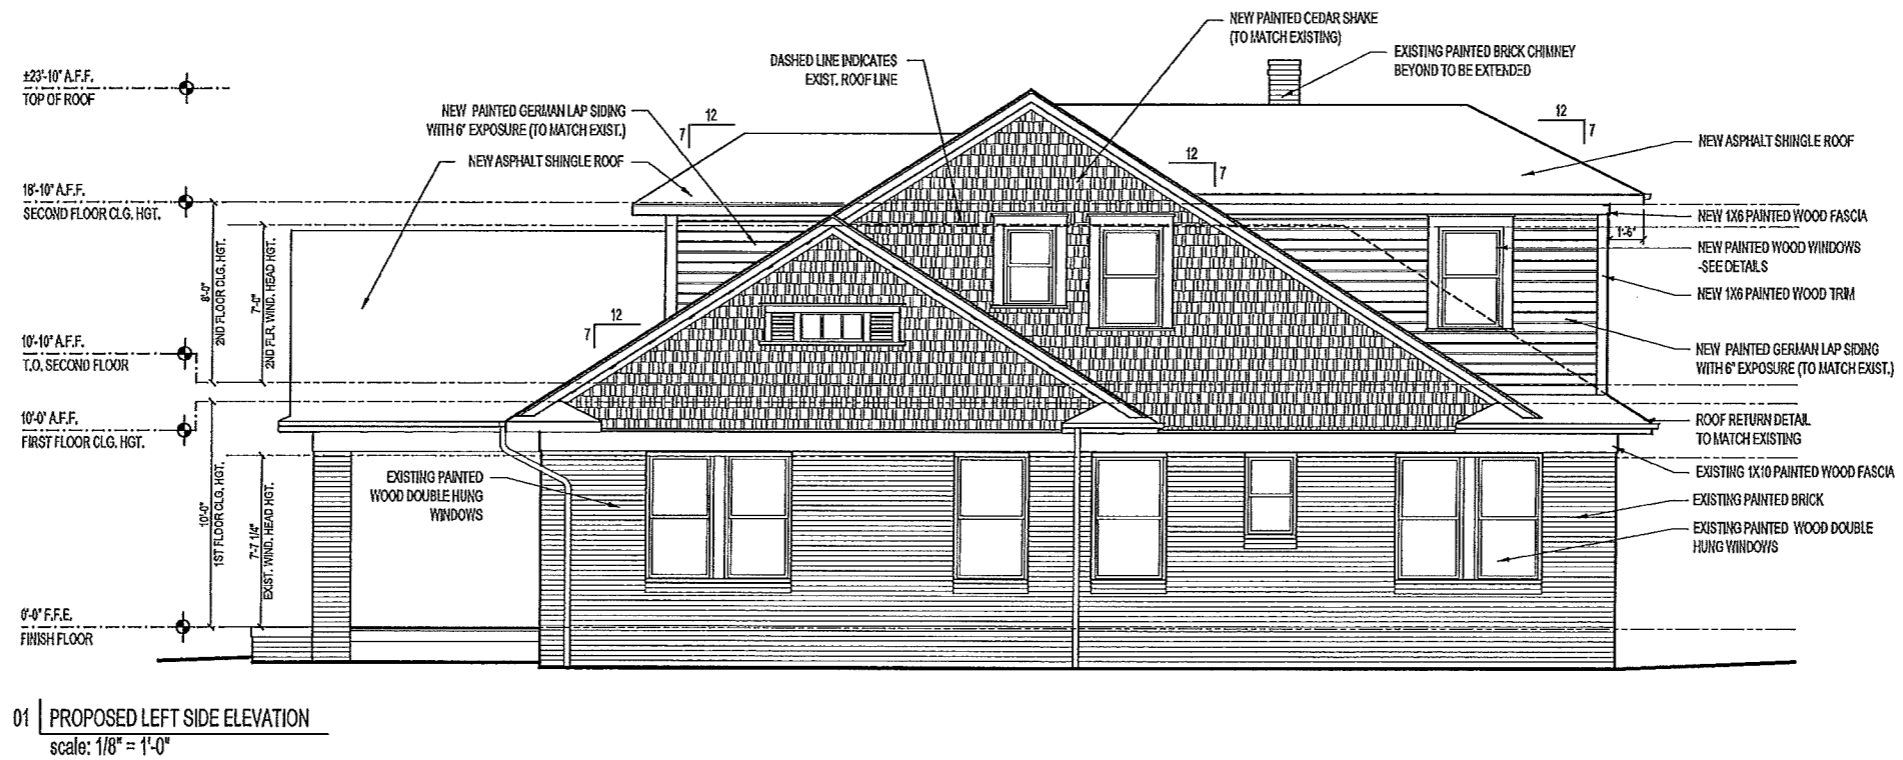 NEW PAINTED CEDAR SHAKE
(TO MATCH EXISTING)
EXISTING PAINTED BRICK CHIMNEY
BEYOND TO BE EXTENDED
DASHED LINE INDICATES
EXIST. ROOF LINE
±23'-10" A.F.F.
TOP OF ROOF
NEW PAINTED GERMAN LAP SIDING
WITH 6" EXPOSURE (TO MATCH EXIST.)
12
7
12
7
NEW ASPHALT SHINGLE ROOF
NEW ASPHALT SHINGLE ROOF
12
7
18'-10" A.F.F.
SECOND FLOOR CLG. HGT.
NEW 1X6 PAINTED WOOD FASCIA
1'-6"
NEW PAINTED WOOD WINDOWS
-SEE DETAILS
8'-0"
2ND FLOOR CLG. HGT.
7'-0"
2ND FLR. WIND. HEAD HGT.
NEW 1X6 PAINTED WOOD TRIM
12
7
10'-10" A.F.F.
T.O. SECOND FLOOR
NEW PAINTED GERMAN LAP SIDING
WITH 6" EXPOSURE (TO MATCH EXIST.)
10'-0" A.F.F.
FIRST FLOOR CLG. HGT.
ROOF RETURN DETAIL
TO MATCH EXISTING
EXISTING 1X10 PAINTED WOOD FASCIA
EXISTING PAINTED
WOOD DOUBLE HUNG
WINDOWS
10'-0"
1ST FLOOR CLG. HGT.
7'-7 1/4"
EXIST. WIND. HEAD HGT.
EXISTING PAINTED BRICK
EXISTING PAINTED WOOD DOUBLE
HUNG WINDOWS
0'-0" F.F.E.
FINISH FLOOR
01 PROPOSED LEFT SIDE ELEVATION
scale: 1/8" = 1'-0"